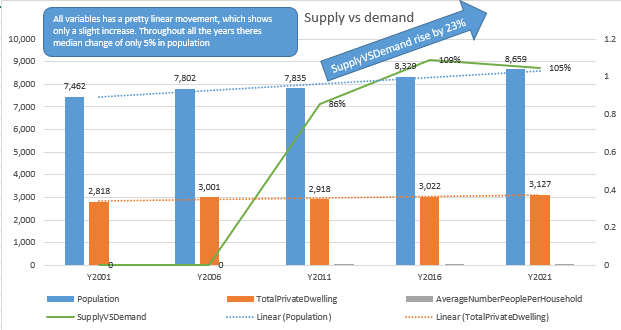 All variables has a pretty linear movement, which shows
only a slight increase. Throughout all the years theres
median change of only 5% in population
Supply vs demand
SupplyVSDemand rise by 23%
10,000
9,000
8,000
7,000
6,000
5,000
4,000
3,000
2,000
1,000
0
1.2
1
0.8
0.6
0.4
0.2
0
7,462
7,802
7,835
8,329
8,659
109%
105%
86%
2,818
3,001
2,918
3,022
3,127
0
0
Y2001
Y2006
Y2011
Y2016
Y2021
Population
TotalPrivateDwelling
AverageNumberPeoplePerHousehold
SupplyVSDemand
Linear (Population)
Linear (TotalPrivateDwelling)